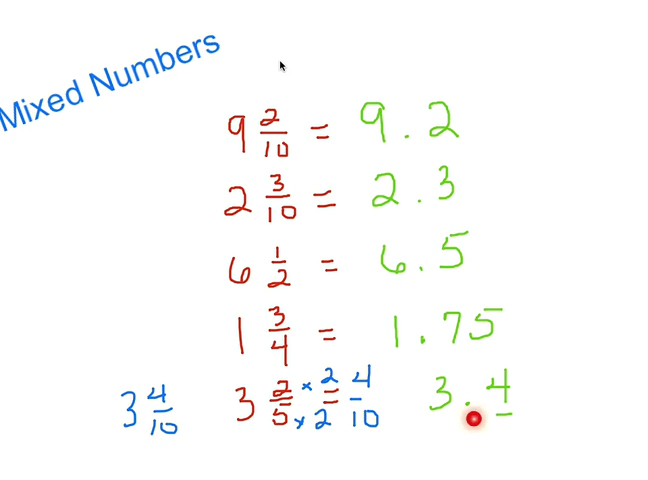 Mixed Numbers
9 2/10 = 9.2
2 3/10 = 2.3
6 1/2 = 6.5
1 3/4 = 1.75
3 4/10 3 2/5 × 2 = × 2 4/10 3.4